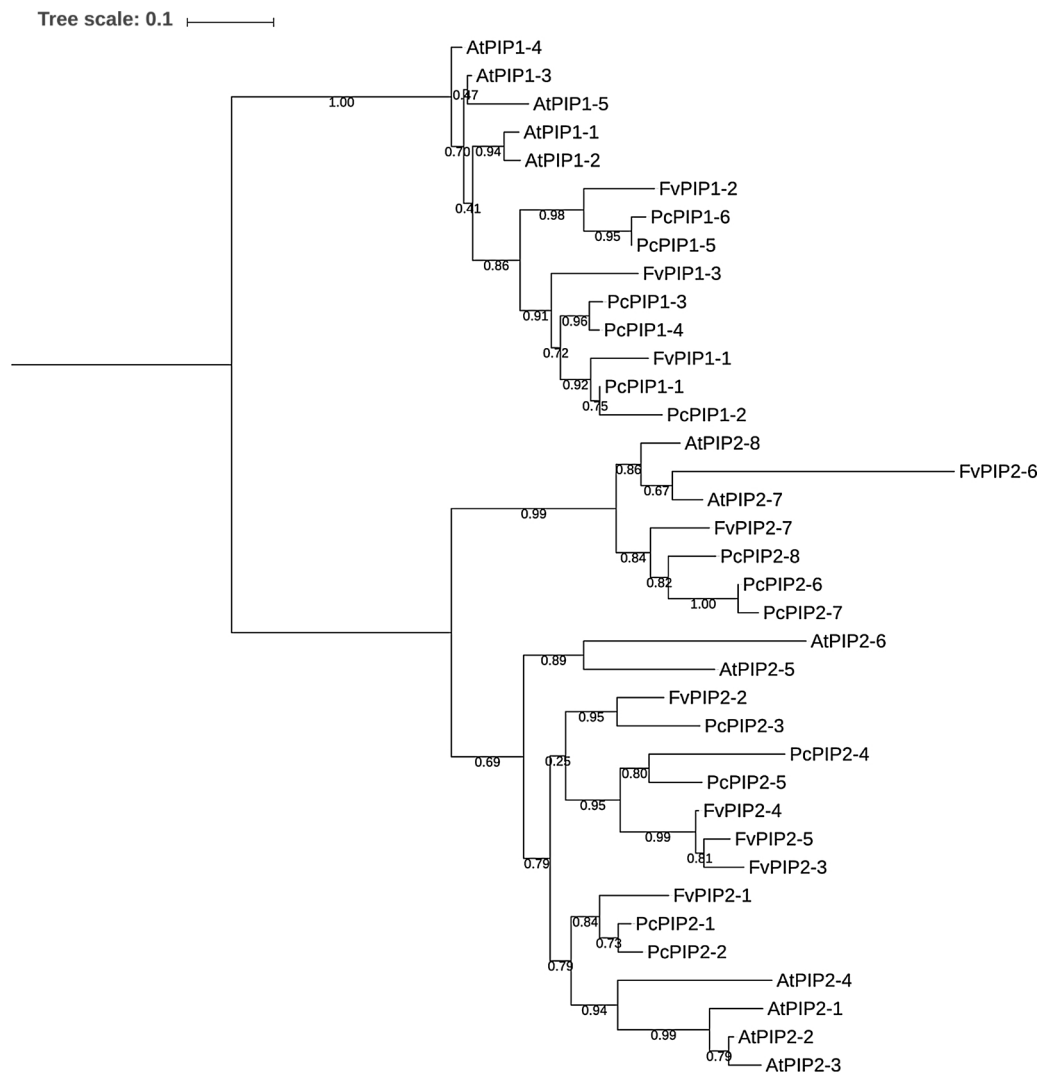 Tree scale: 0.1
AtPIP1-4
AtPIP1-3
0.47
1.00
AtPIP1-5
AtPIP1-1
0.70
0.94
AtPIP1-2
FvPIP1-2
0.41
0.98
PcPIP1-6
0.95
PcPIP1-5
0.86
FvPIP1-3
PcPIP1-3
0.91
0.96
PcPIP1-4
0.72
FvPIP1-1
0.92
PcPIP1-1
0.75
PcPIP1-2
AtPIP2-8
0.86
FvPIP2-6
0.67
AtPIP2-7
0.99
FvPIP2-7
0.84
PcPIP2-8
0.82
PcPIP2-6
1.00
PcPIP2-7
AtPIP2-6
0.89
AtPIP2-5
FvPIP2-2
0.95
PcPIP2-3
0.69
0.25
PcPIP2-4
0.80
PcPIP2-5
0.95
FvPIP2-4
0.99
FvPIP2-5
0.81
0.79
FvPIP2-3
FvPIP2-1
0.84
PcPIP2-1
0.73
PcPIP2-2
0.79
AtPIP2-4
0.94
AtPIP2-1
0.99
AtPIP2-2
0.79
AtPIP2-3